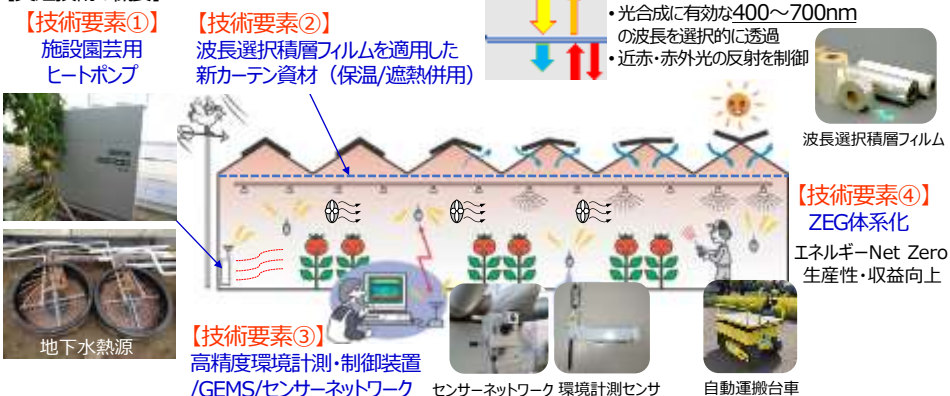 【技術要素①】
施設園芸用
ヒートポンプ
【技術要素②】
波長選択積層フィルムを適用した
新カーテン資材（保温/遮熱併用）
・光合成に有効な400～700nm
の波長を選択的に透過
・近赤・赤外光の反射を制御
波長選択積層フィルム
【技術要素④】
ZEG体系化
エネルギーNet Zero
生産性・収益向上
地下水熱源
【技術要素③】
高精度環境計測・制御装置
/GEMS/センサーネットワーク
センサーネットワーク
環境計測センサ
自動運搬台車